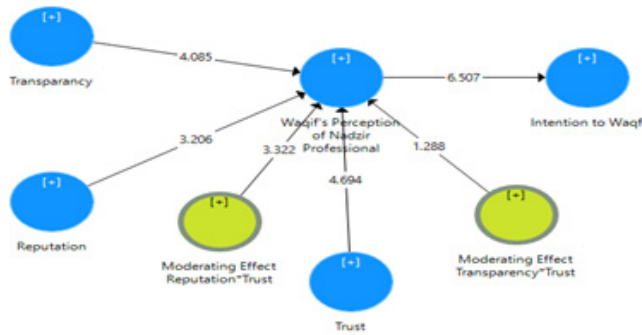 [+]
Transparancy
4.085
[+]
6.507
[+]
Waqif's Perception
of Nadzir
Professional
Intention to Waqf
3.206
3.322
4.694
1.288
[+]
Reputation
[+]
Moderating Effect
Reputation*Trust
[+]
Trust
[+]
Moderating Effect
Transparency*Trust